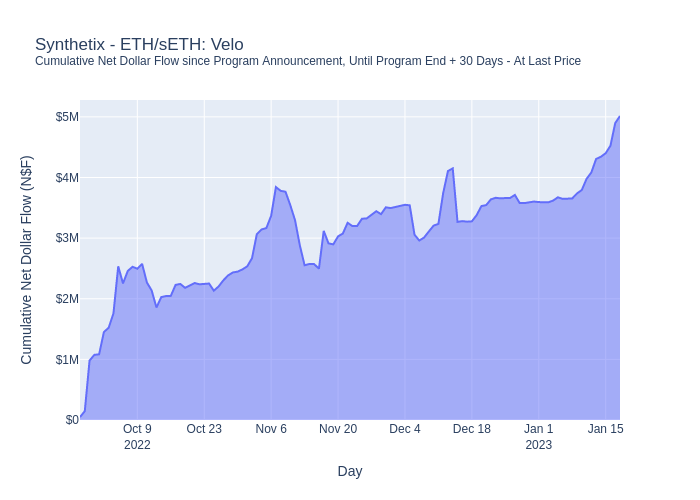 Synthetix - ETH/sETH: Velo
Cumulative Net Dollar Flow since Program Announcement, Until Program End + 30 Days - At Last Price
Cumulative Net Dollar Flow (N$F)
$5M
$4M
$3M
$2M
$1M
$0
Oct 9
2022
Oct 23
Nov 6
Nov 20
Dec 4
Dec 18
Jan 1
2023
Jan 15
Day